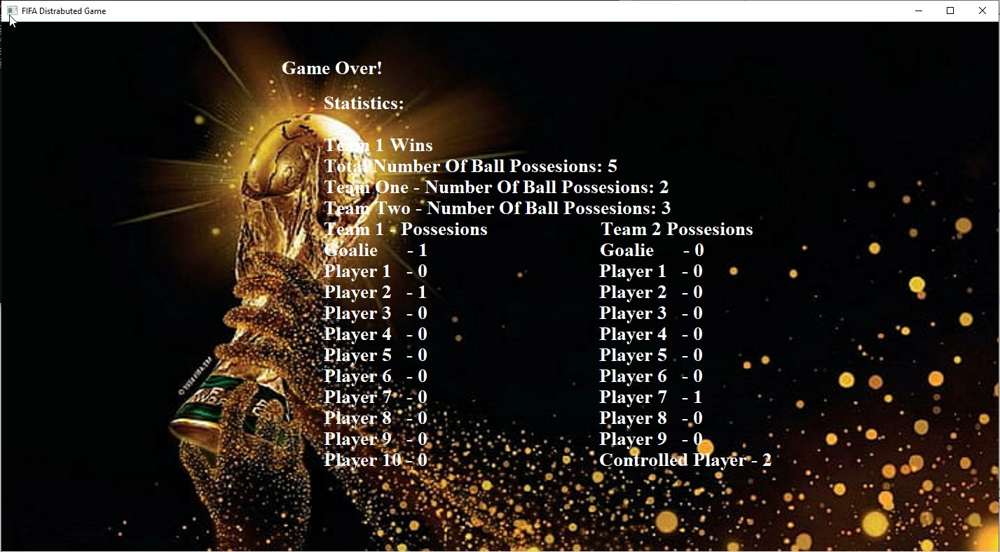 FIFA Distrabuted Game
Game Over!
Statistics:
Team 1 Wins
Total Number Of Ball Possesions: 5
Team One - Number Of Ball Possesions: 2
Team Two - Number Of Ball Possesions: 3
Team 1 - Possesions Team 2 Possesions
Goalie - 1 Goalie - 0
Player 1 - 0 Player 1 - 0
Player 2 - 1 Player 2 - 0
Player 3 - 0 Player 3 - 0
Player 4 - 0 Player 4 - 0
Player 5 - 0 Player 5 - 0
Player 6 - 0 Player 6 - 0
Player 7 - 0 Player 7 - 1
Player 8 - 0 Player 8 - 0
Player 9 - 0 Player 9 - 0
Player 10 - 0 Controlled Player - 2